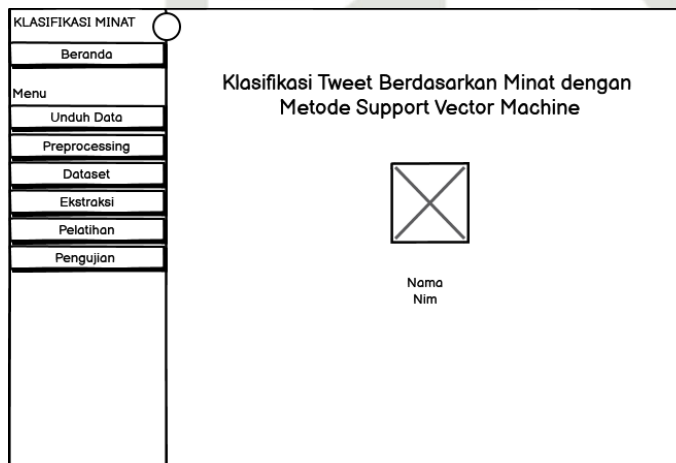 KLASIFIKASI MINAT
Beranda
Menu
Unduh Data
Preprocessing
Dataset
Ekstraksi
Pelatihan
Pengujian
Klasifikasi Tweet Berdasarkan Minat dengan
Metode Support Vector Machine
Nama
Nim